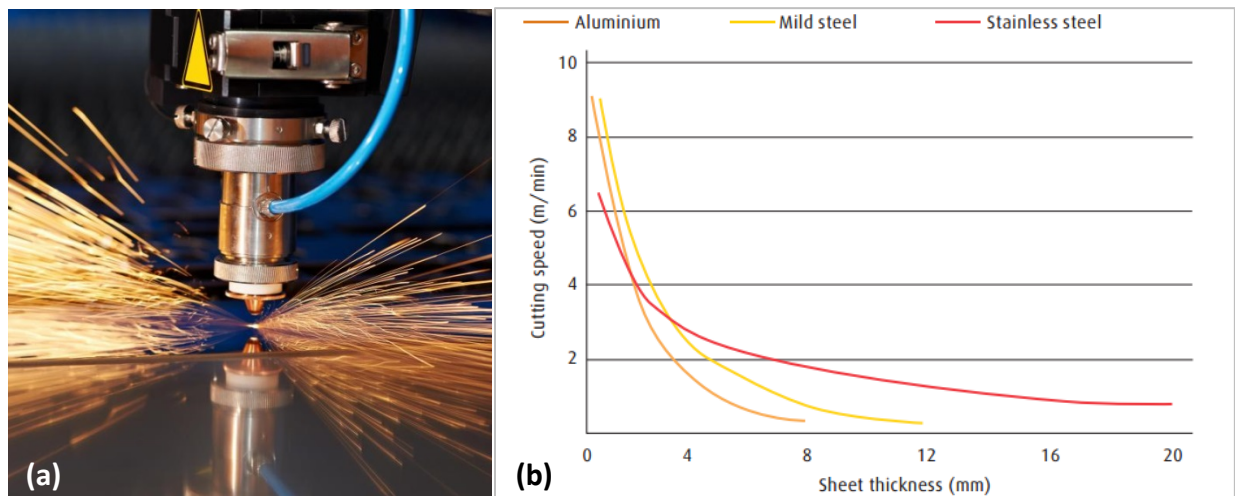 (a)
Aluminium Mild steel Stainless steel
10
8
6
4
2
Cutting speed (m/min)
0 4 8 12 16 20
Sheet thickness (mm)
(b)